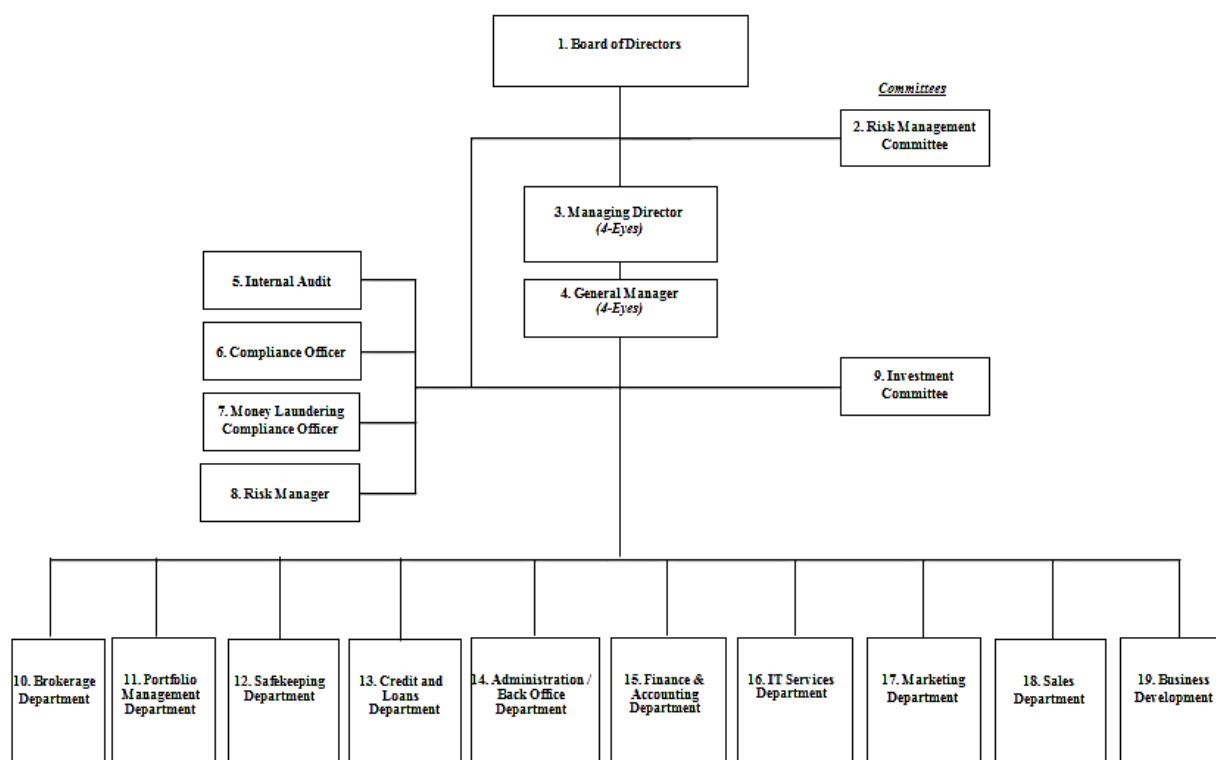 1. Board of Directors
Committees
2. Risk Management
Committee
3. Managing Director
(4-Eyes)
4. General Manager
(4-Eyes)
5. Internal Audit
6. Compliance Officer
7. Money Laundering
Compliance Officer
8. Risk Manager
9. Investment
Committee
10. Brokerage
Department
11. Portfolio
Management
Department
12. Safekeeping
Department
13. Credit and
Loans
Department
14. Administration /
Back Office
Department
15. Finance &
Accounting
Department
16. IT Services
Department
17. Marketing
Department
18. Sales
Department
19. Business
Development